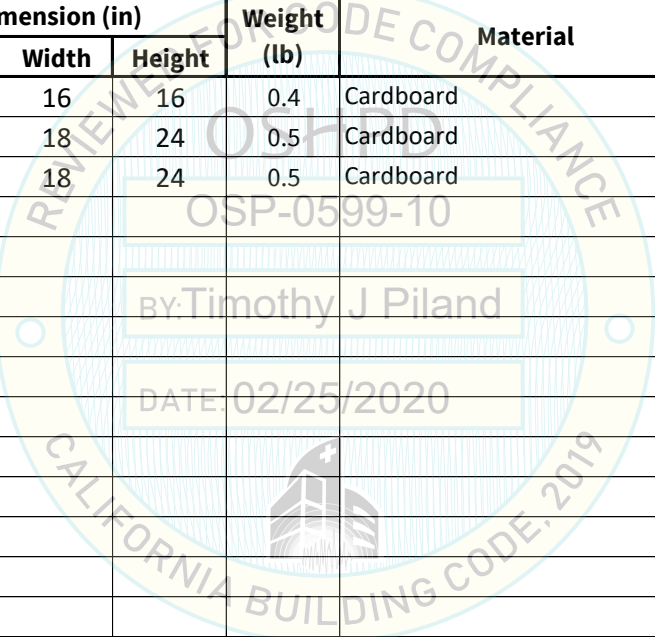 mension (in)
Weight
(lb)
Material
Width Height
16 16 0.4 Cardboard
18 24 0.5 Cardboard
18 24 0.5 Cardboard
REVIEWED FOR CODE COMPLIANCE
OSHPD
OSP-0599-10
BY: Timothy J Piland
DATE: 02/25/2020
CALIFORNIA BUILDING CODE, 2019